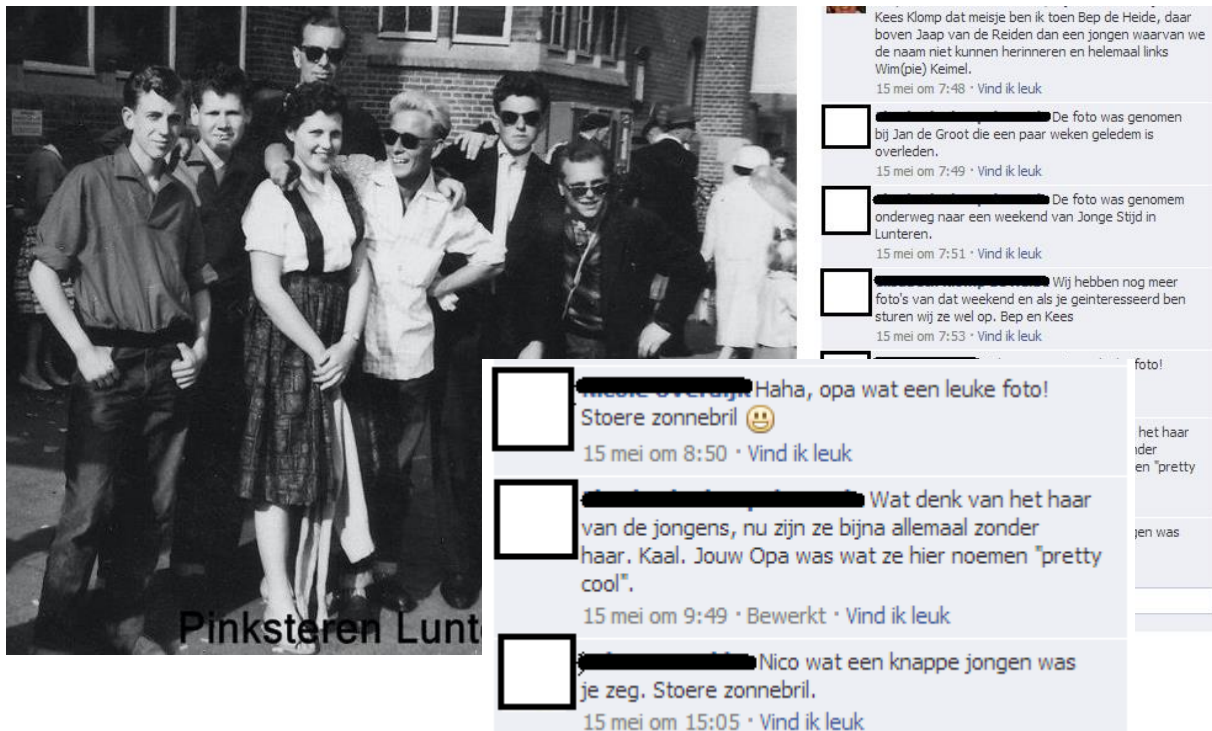 Pinksteren Lunt
Kees Klomp dat meisje ben ik toen Bep de Heide, daar
boven Jaap van de Reiden dan een jongen waarvan we
de naam niet kunnen herinneren en helemaal links
Wim(pie) Keimel.
15 mei om 7:48 · Vind ik leuk
De foto was genomen
bij Jan de Groot die een paar weken geledem is
overleden.
15 mei om 7:49 · Vind ik leuk
De foto was genomem
onderweg naar een weekend van Jonge Stijd in
Lunteren.
15 mei om 7:51 · Vind ik leuk
Wij hebben nog meer
foto's van dat weekend en als je geinteresseerd ben
sturen wij ze wel op. Bep en Kees
15 mei om 7:53 · Vind ik leuk
foto!
het haar
nder
en "pretty
gen was
Haha, opa wat een leuke foto!
Stoere zonnebril
15 mei om 8:50 · Vind ik leuk
Wat denk van het haar
van de jongens, nu zijn ze bijna allemaal zonder
haar. Kaal. Jouw Opa was wat ze hier noemen "pretty
cool".
15 mei om 9:49 · Bewerkt · Vind ik leuk
Nico wat een knappe jongen was
je zeg. Stoere zonnebril.
15 mei om 15:05 · Vind ik leuk